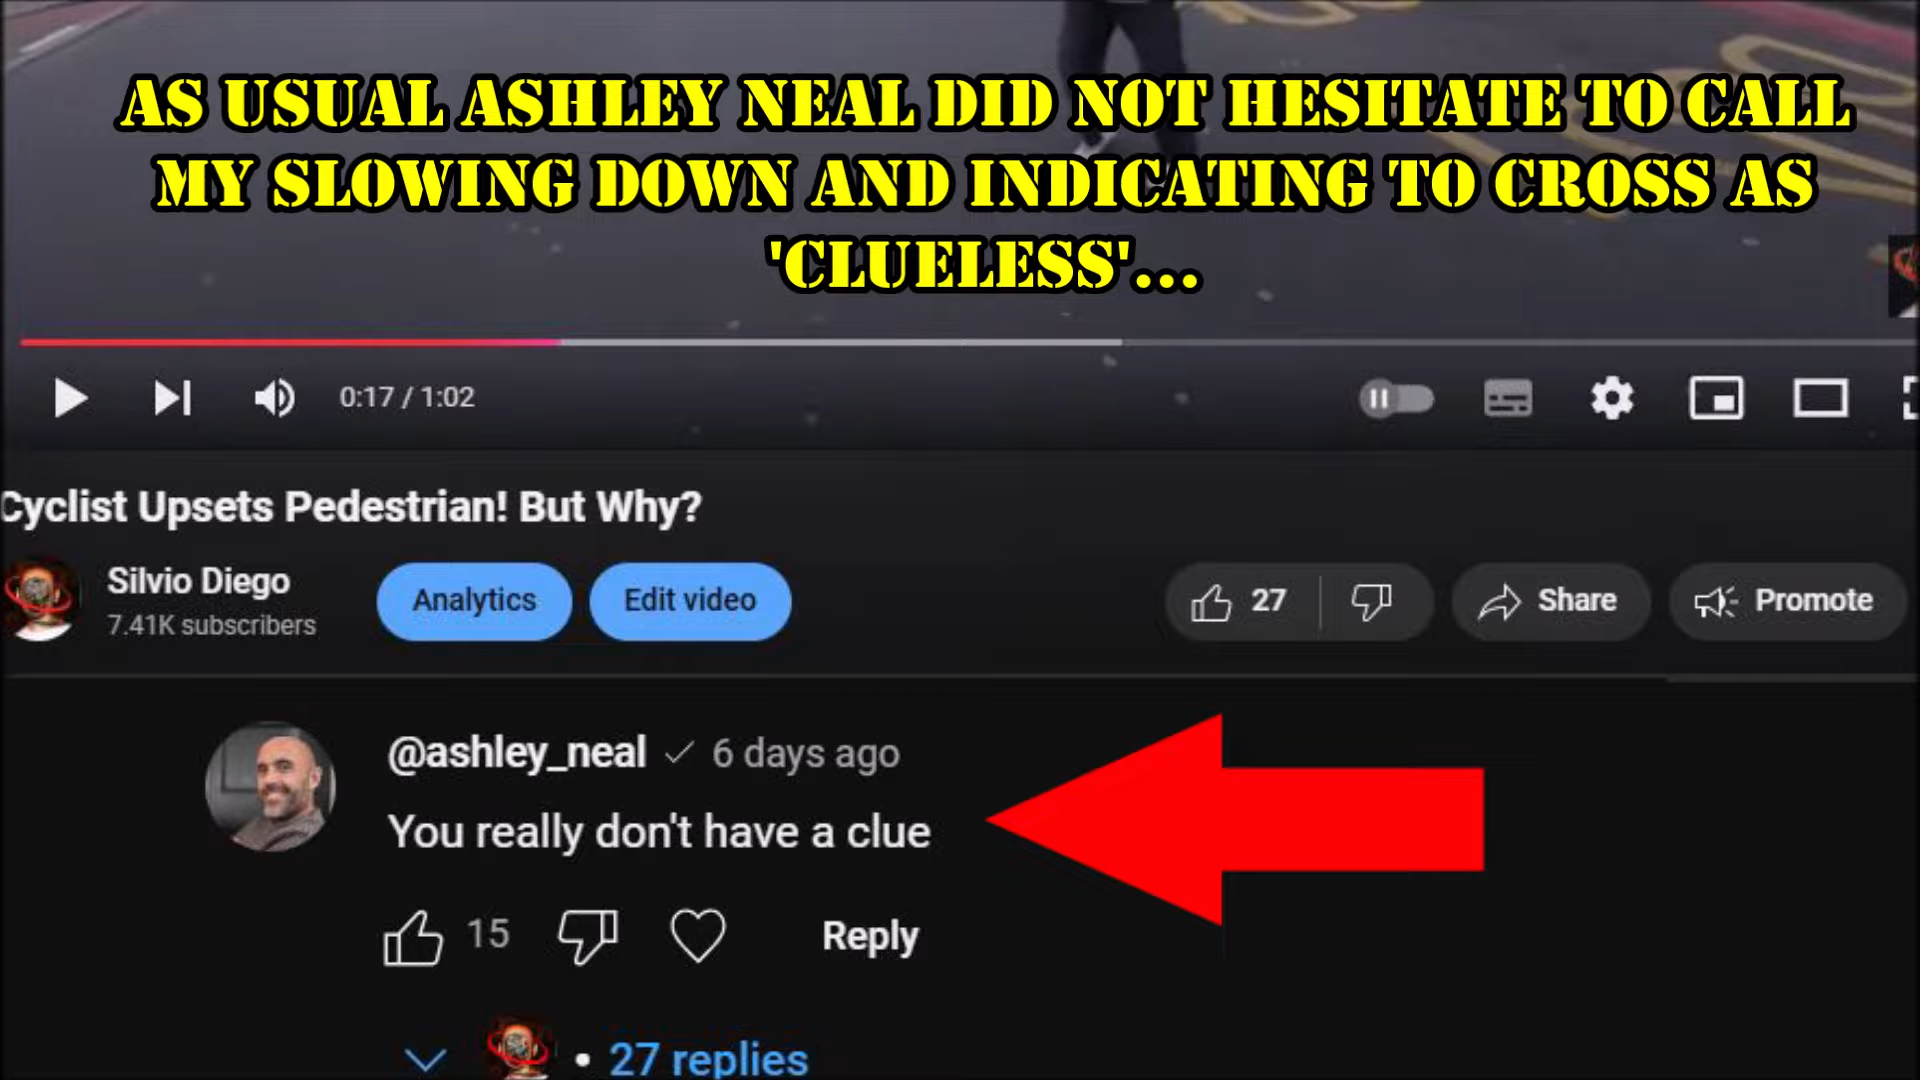 AS USUAL ASHLEY NEAL DID NOT HESITATE TO CALL
MY SLOWING DOWN AND INDICATING TO CROSS AS
'CLUELESS'...
0:17 / 1:02
Cyclist Upsets Pedestrian! But Why?
Silvio Diego
7.41K subscribers
Analytics
Edit video
27
Share
Promote
@ashley_neal 6 days ago
You really don't have a clue
15
Reply
• 27 replies